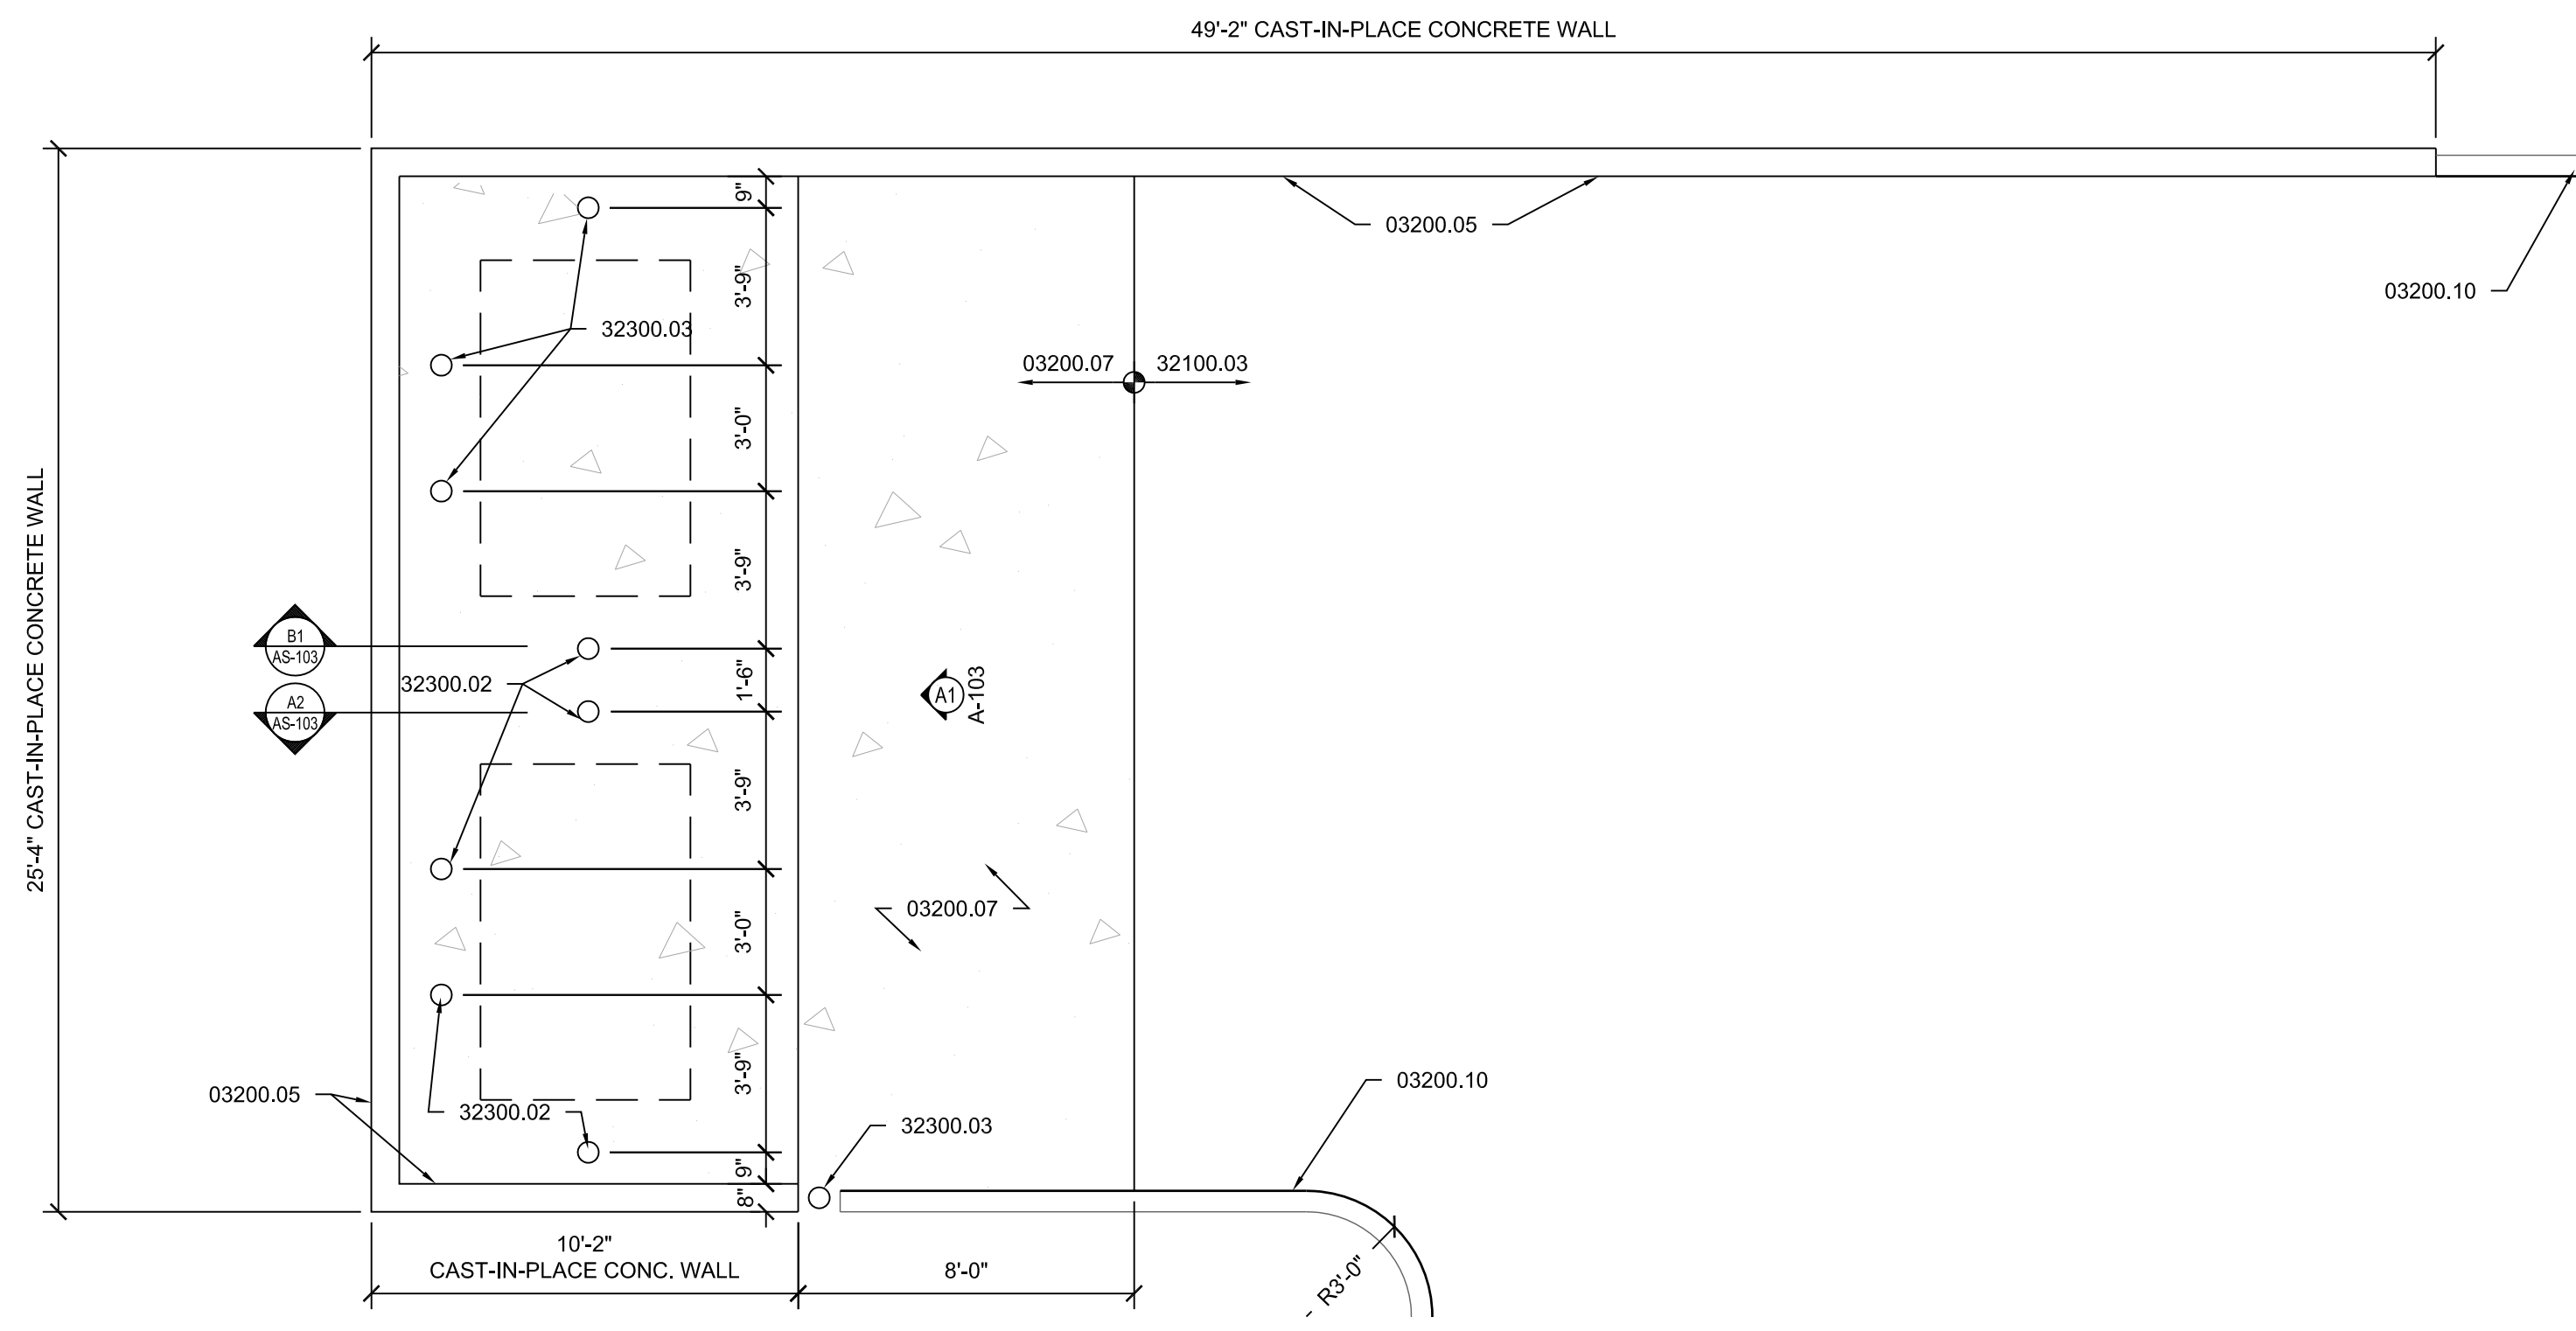 49'-2" CAST-IN-PLACE CONCRETE WALL
9"
03200.05
03200.10
3'-9"
32300.03
03200.07
32100.03
3'-0"
25'-4" CAST-IN-PLACE CONCRETE WALL
3'-9"
B1
AS-103
32300.02
1'-6"
A1
A-103
A2
AS-103
3'-9"
03200.07
3'-0"
3'-9"
03200.05
32300.02
03200.10
32300.03
9"
8"
10'-2"
CAST-IN-PLACE CONC. WALL
8'-0"
R3'-0"